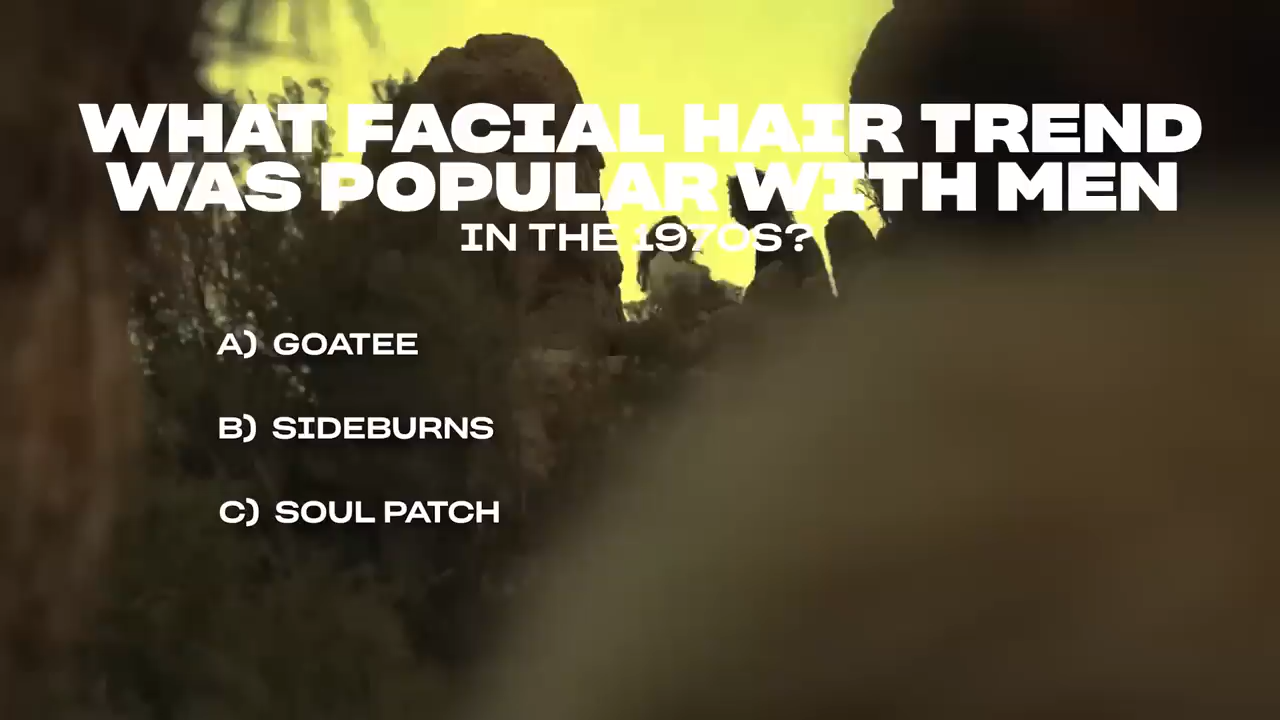 WHAT FACIAL HAIR TREND
WAS POPULAR WITH MEN
IN THE 1970S?
A) GOATEE
B) SIDEBURNS
C) SOUL PATCH